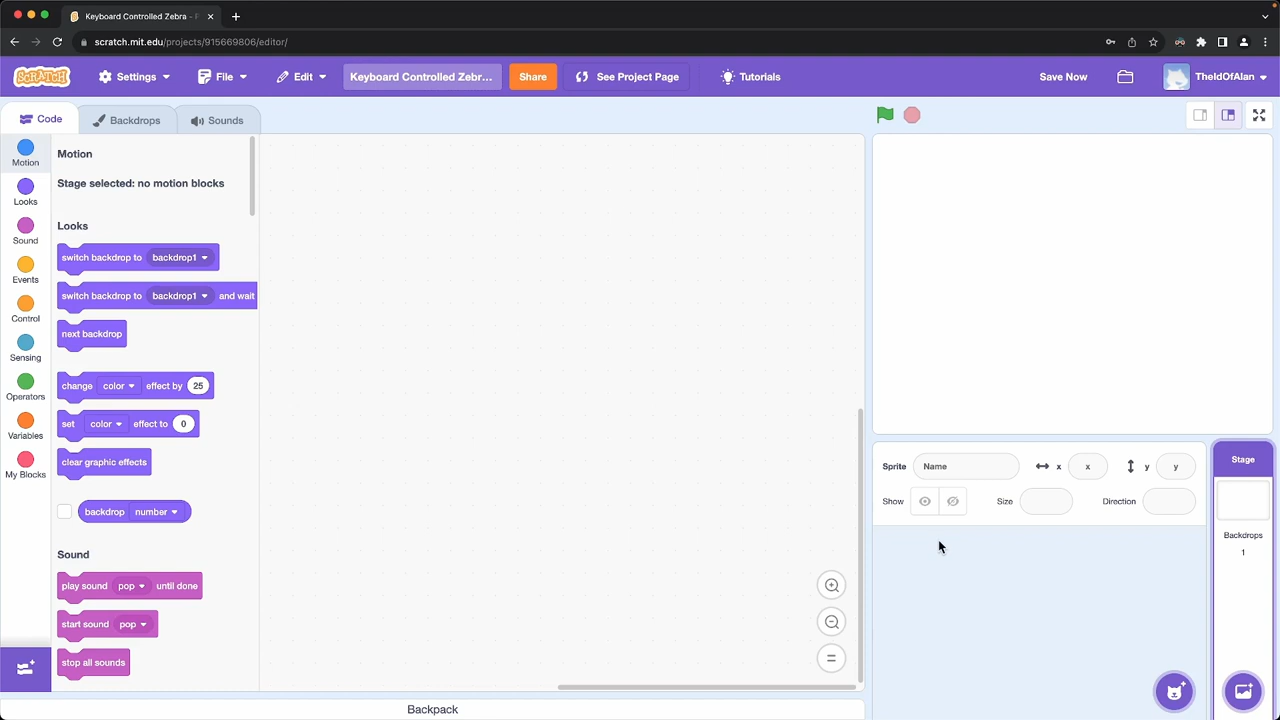 Keyboard Controlled Zebra - P
scratch.mit.edu/projects/915669806/editor/
SCRATCH
Settings
File
Edit
Keyboard Controlled Zebr...
Share
See Project Page
Tutorials
Save Now
TheIdOfAlan
Code
Backdrops
Sounds
Motion
Looks
Sound
Events
Control
Sensing
Operators
Variables
My Blocks
Motion
Stage selected: no motion blocks
Looks
switch backdrop to backdrop1
switch backdrop to backdrop1 and wait
next backdrop
change color effect by 25
set color effect to 0
clear graphic effects
backdrop number
Sound
play sound pop until done
start sound pop
stop all sounds
Backpack
Sprite Name x x y y
Show Size Direction
Stage
Backdrops
1